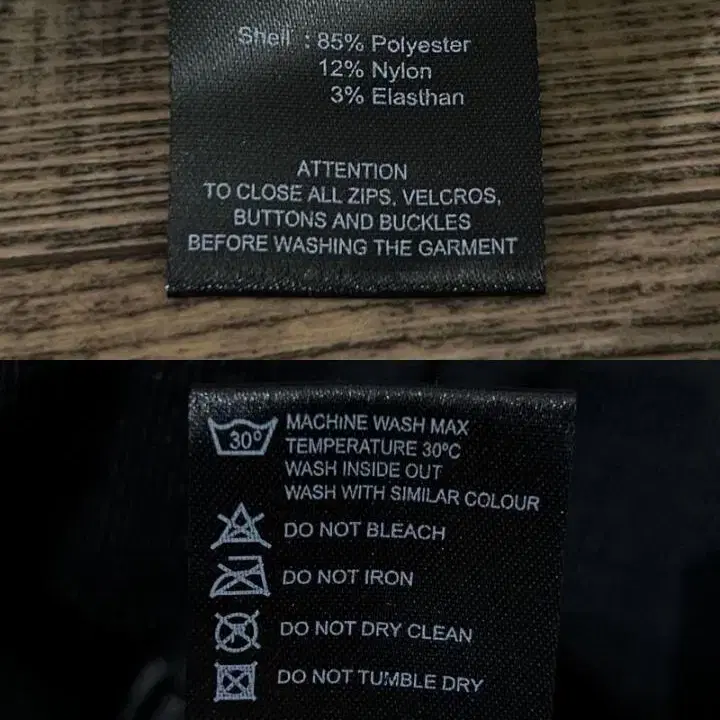 Shell : 85% Polyester
12% Nylon
3% Elasthan
ATTENTION
TO CLOSE ALL ZIPS, VELCROS,
BUTTONS AND BUCKLES
BEFORE WASHING THE GARMENT
30°
MACHINE WASH MAX
TEMPERATURE 30ºC
WASH INSIDE OUT
WASH WITH SIMILAR COLOUR
DO NOT BLEACH
DO NOT IRON
DO NOT DRY CLEAN
DO NOT TUMBLE DRY